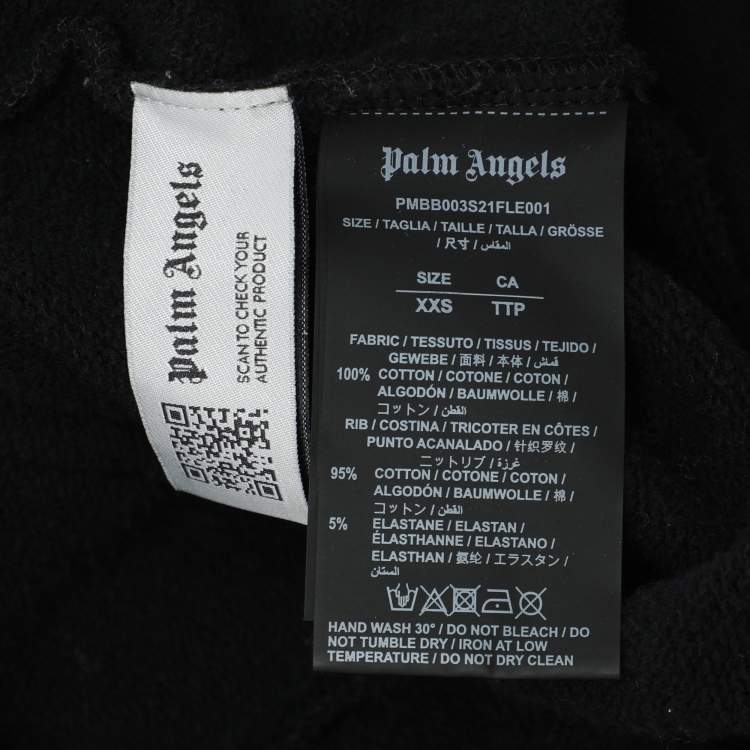 Palm Angels
SCAN TO CHECK YOUR
AUTHENTIC PRODUCT
Palm Angels
PMBB003S21FLE001
SIZE / TAGLIA / TAILLE / TALLA / GRÖSSE
/ 尺寸 / المقاس
SIZE CA
XXS TTP
FABRIC / TESSUTO / TISSUS / TEJIDO /
GEWEBE / 面料 / 本体 / قماش
100% COTTON / COTONE / COTON /
ALGODÓN / BAUMWOLLE / 棉 /
コットン / القطن
RIB / COSTINA / TRICOTER EN CÔTES /
PUNTO ACANALADO / 针织罗纹 /
ニットリブ / غرزة
95% COTTON / COTONE / COTON /
ALGODÓN / BAUMWOLLE / 棉 /
コットン / القطن
5% ELASTANE / ELASTAN /
ÉLASTHANNE / ELASTANO /
ELASTHAN / 氨纶 / エラスタン /
الستان
HAND WASH 30° / DO NOT BLEACH / DO
NOT TUMBLE DRY / IRON AT LOW
TEMPERATURE / DO NOT DRY CLEAN